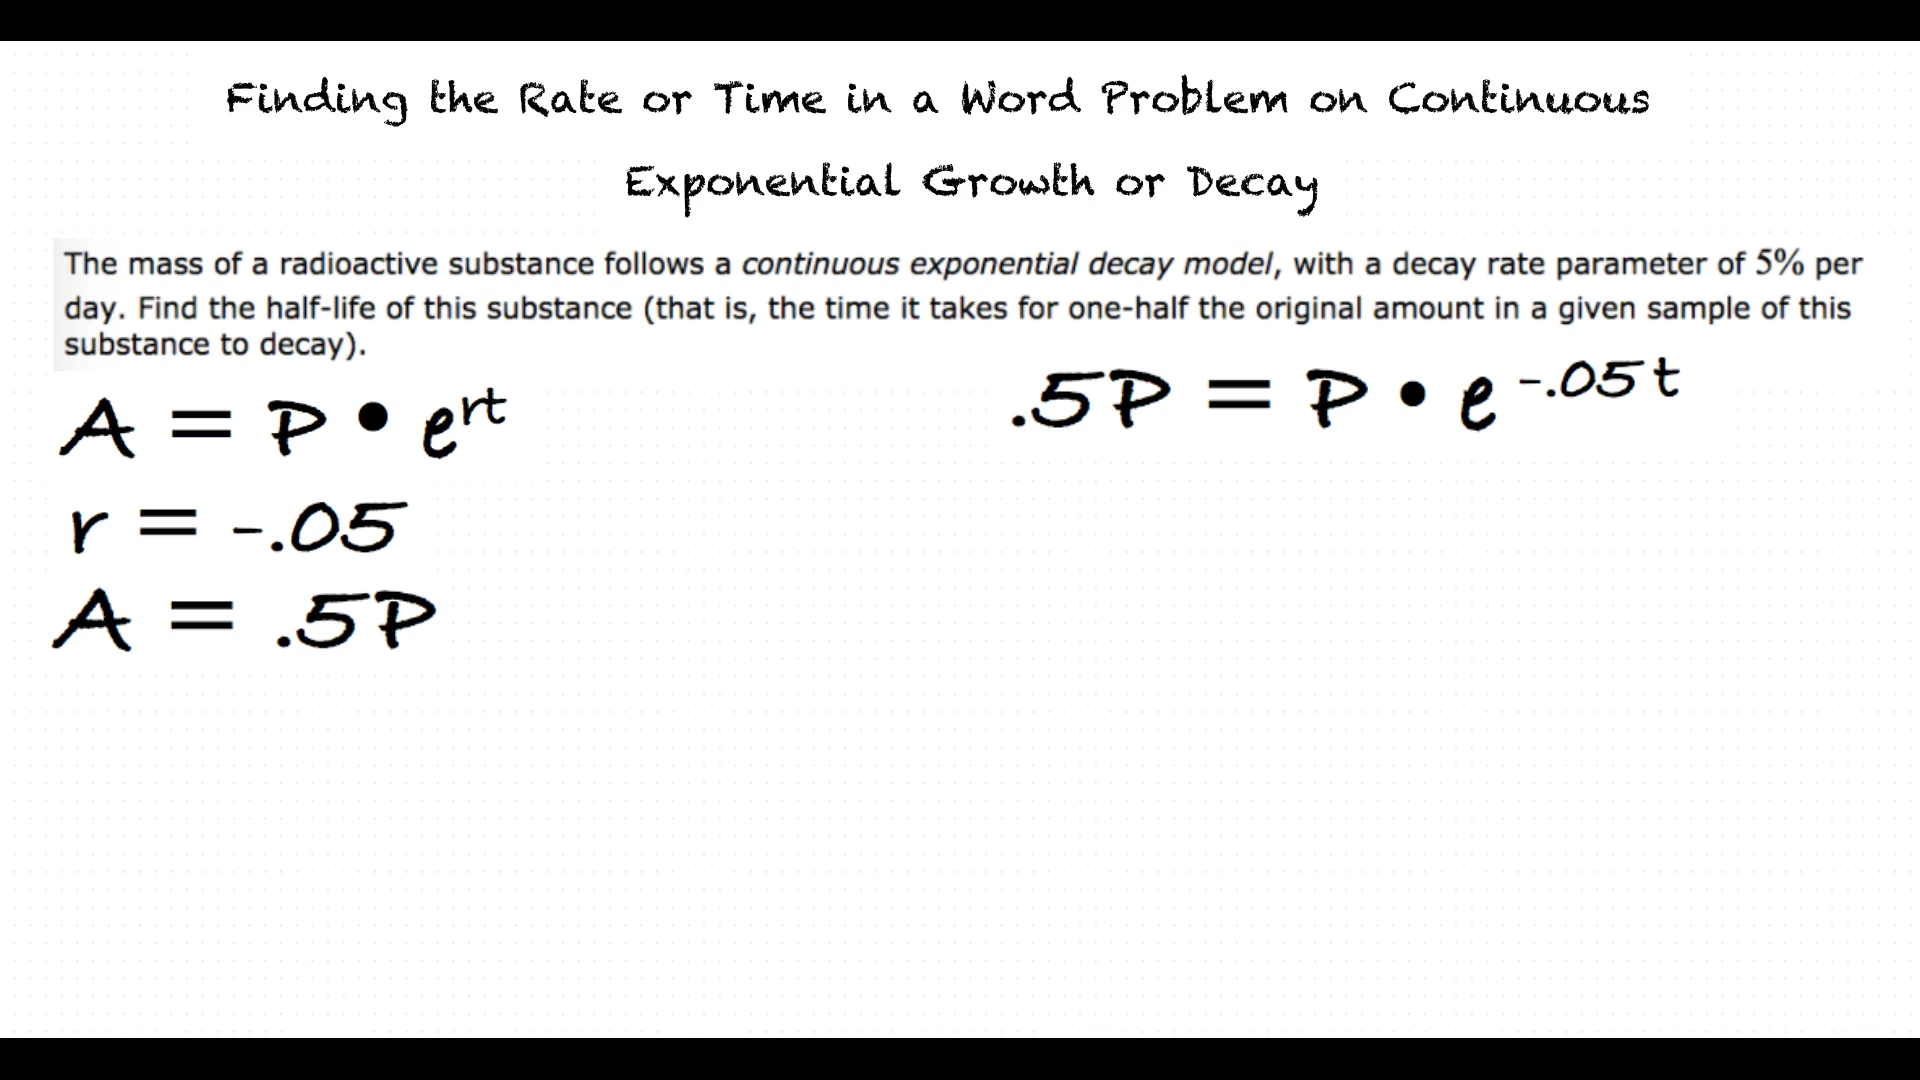 Finding the Rate or Time in a Word Problem on Continuous
Exponential Growth or Decay
The mass of a radioactive substance follows a continuous exponential decay model, with a decay rate parameter of 5% per
day. Find the half-life of this substance (that is, the time it takes for one-half the original amount in a given sample of this
substance to decay).
A = P • e^rt
.5P = P • e^-.05t
r = -.05
A = .5P